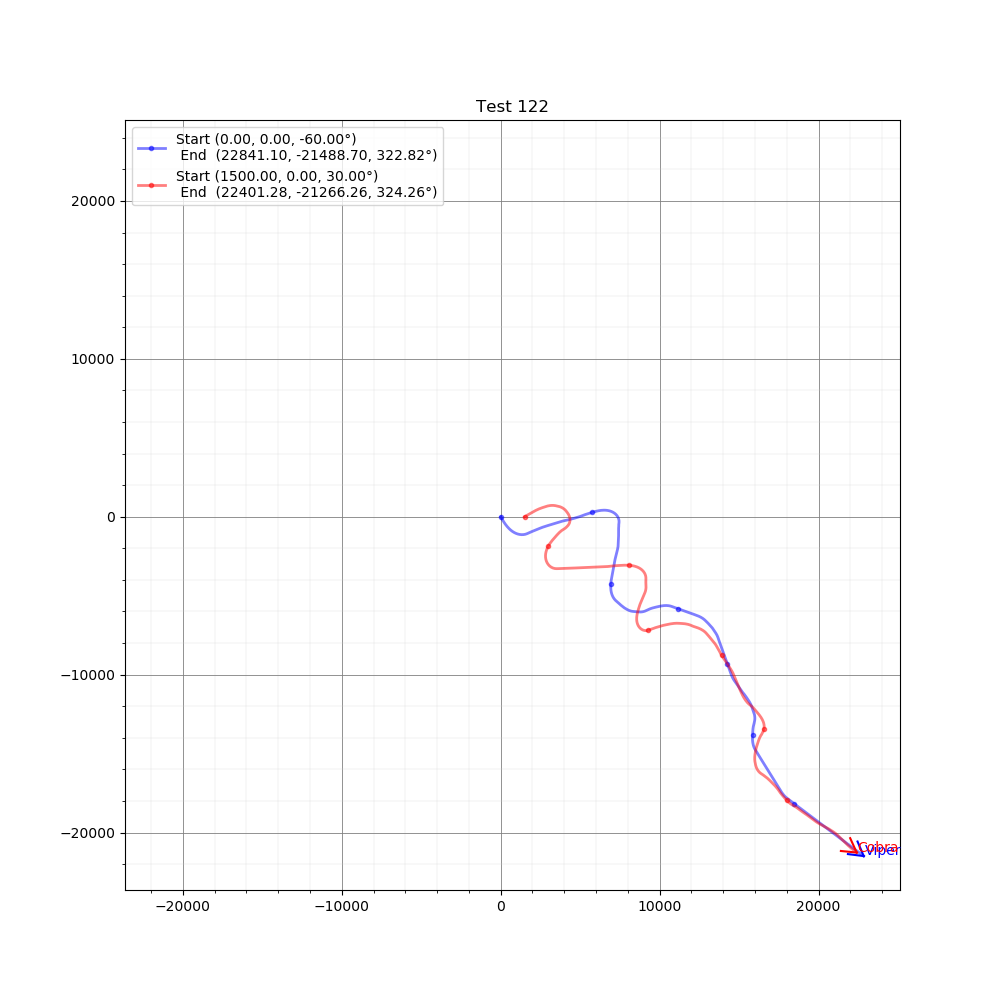 Test 122
Start (0.00, 0.00, -60.00°)
End  (22841.10, -21488.70, 322.82°)
Start (1500.00, 0.00, 30.00°)
End  (22401.28, -21266.26, 324.26°)
20000
10000
0
−10000
−20000
Cobra
Viper
−20000
−10000
0
10000
20000